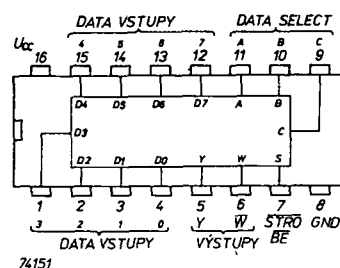 DATA VSTUPY DATA SELECT
4 5 6 7 A B C
Ucc
16 15 14 13 12 11 10 9
D4 D5 D6 D7 A B
D3 C
D2 D1 D0 Y W S
1 2 3 4 5 6 7 8
3 2 1 0 Y W̅ STRO GND
BE
DATA VSTUPY VÝSTUPY
74151